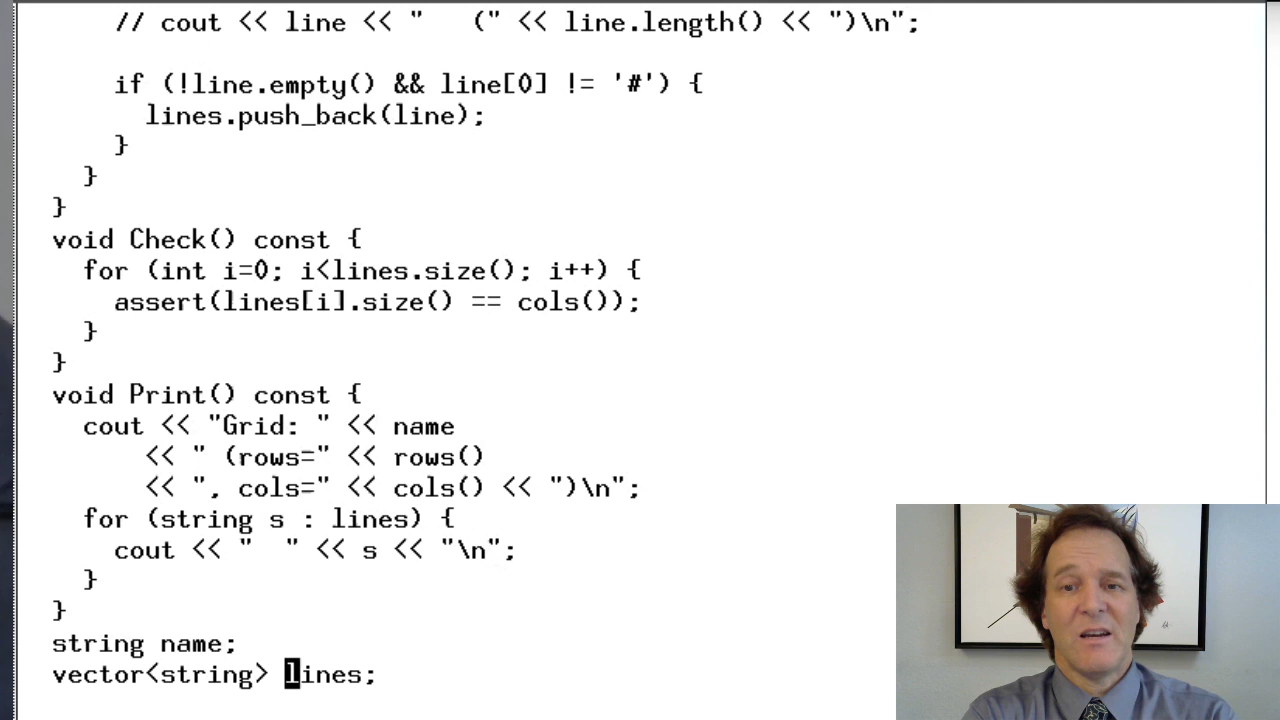 // cout << line << "   (" << line.length() << ")\n";
if (!line.empty() && line[0] != '#') {
lines.push_back(line);
}
}
}
void Check() const {
for (int i=0; i<lines.size(); i++) {
assert(lines[i].size() == cols());
}
}
void Print() const {
cout << "Grid: " << name
<< " (rows=" << rows()
<< ", cols=" << cols() << ")\n";
for (string s : lines) {
cout << "  " << s << "\n";
}
}
string name;
vector<string> lines;